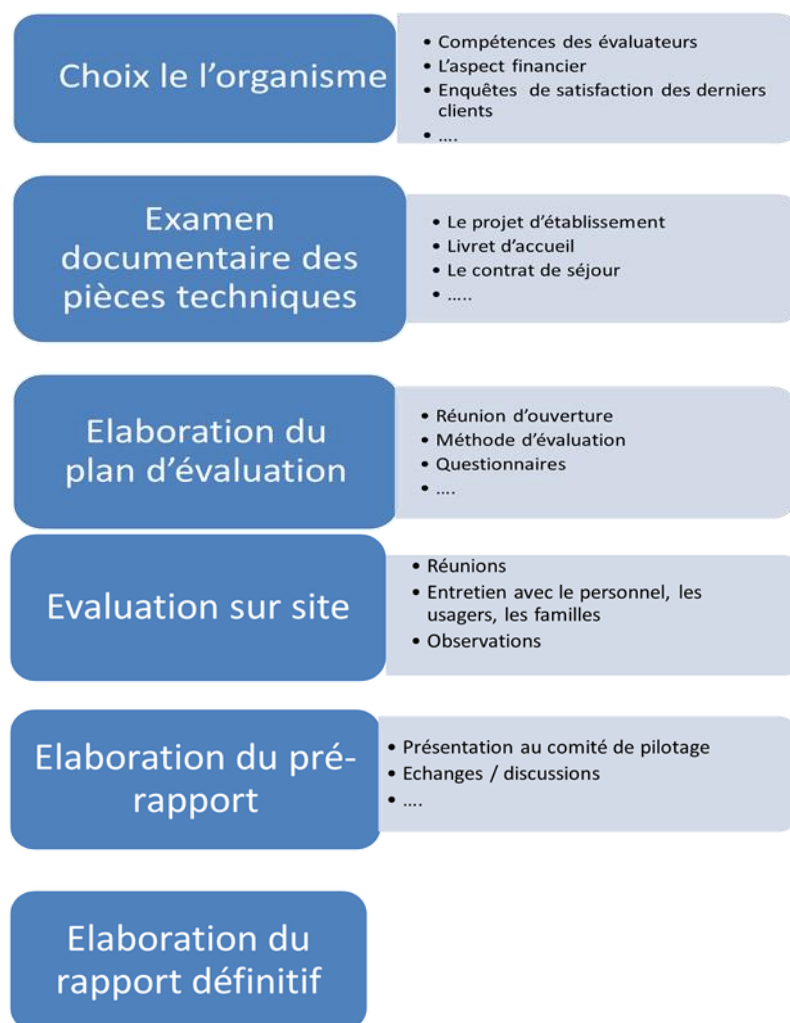 Choix le l'organisme
• Compétences des évaluateurs
• L'aspect financier
• Enquêtes de satisfaction des derniers
clients
• ....
Examen
documentaire des
pièces techniques
• Le projet d'établissement
• Livret d'accueil
• Le contrat de séjour
• .....
Elaboration du
plan d'évaluation
• Réunion d'ouverture
• Méthode d'évaluation
• Questionnaires
• ....
Evaluation sur site
• Réunions
• Entretien avec le personnel, les
usagers, les familles
• Observations
Elaboration du pré-
rapport
• Présentation au comité de pilotage
• Echanges / discussions
• ....
Elaboration du
rapport définitif